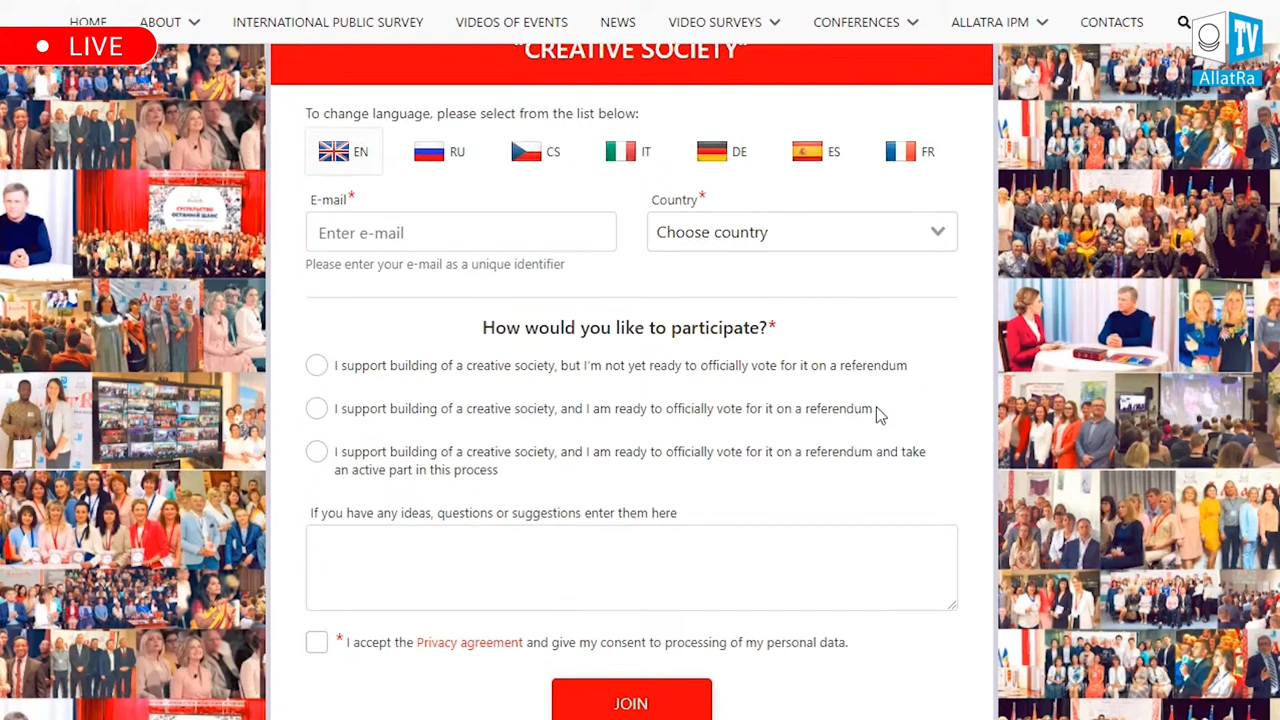 HOME ABOUT INTERNATIONAL PUBLIC SURVEY VIDEOS OF EVENTS NEWS VIDEO SURVEYS CONFERENCES ALLATRA IPM CONTACTS
LIVE
TV
AllatRa
"CREATIVE SOCIETY"
To change language, please select from the list below:
EN RU CS IT DE ES FR
E-mail* Country*
Enter e-mail Choose country
Please enter your e-mail as a unique identifier
How would you like to participate?*
I support building of a creative society, but I'm not yet ready to officially vote for it on a referendum
I support building of a creative society, and I am ready to officially vote for it on a referendum
I support building of a creative society, and I am ready to officially vote for it on a referendum and take
an active part in this process
If you have any ideas, questions or suggestions enter them here
* I accept the Privacy agreement and give my consent to processing of my personal data.
JOIN